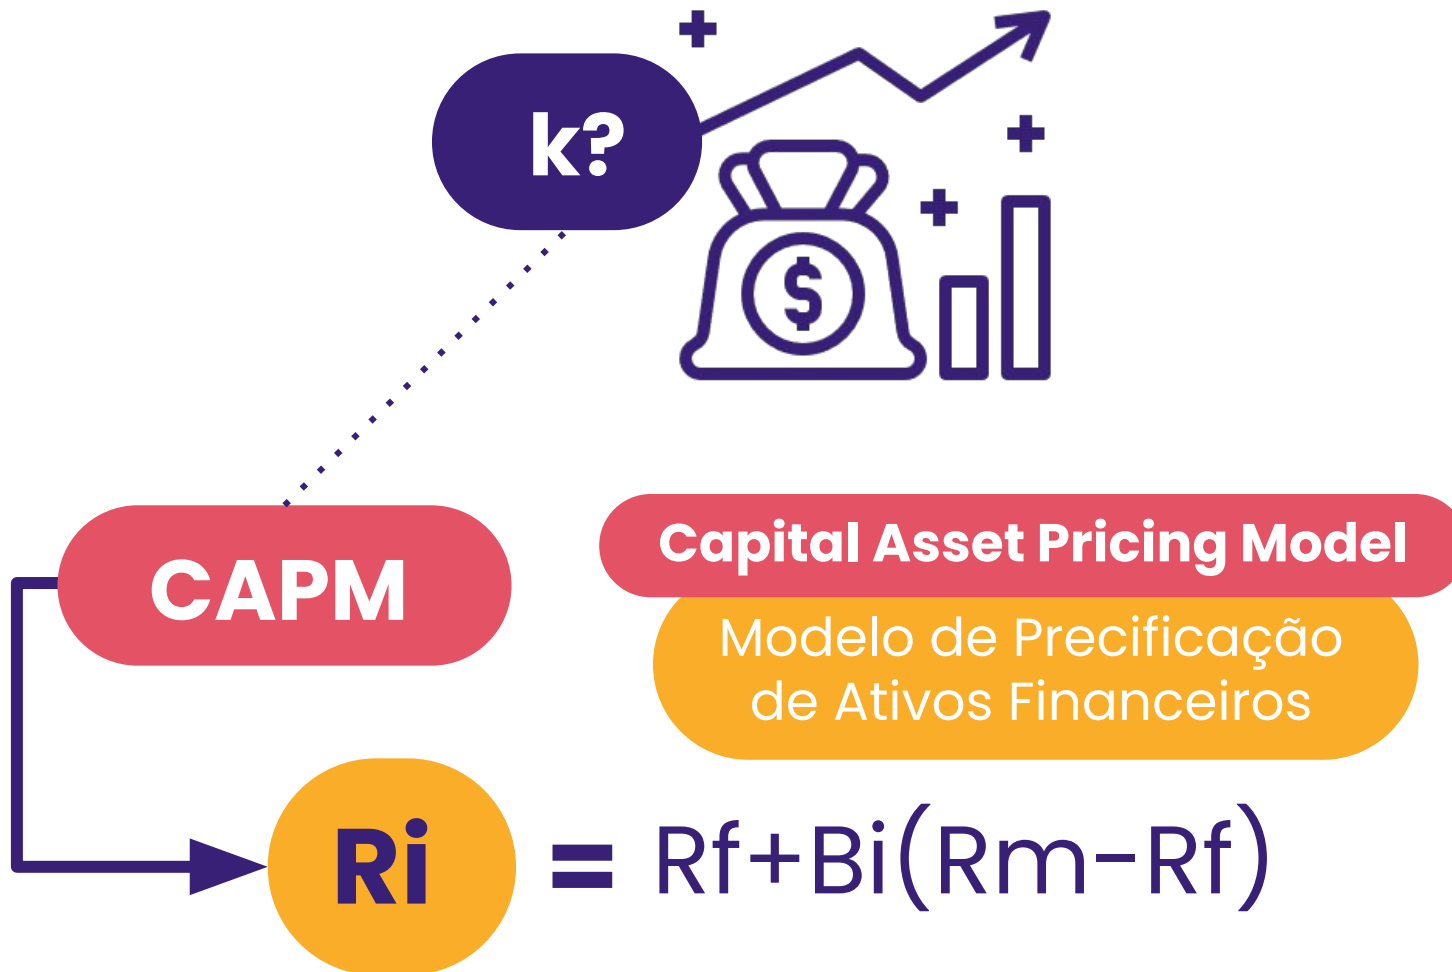 k?
$
CAPM
Capital Asset Pricing Model
Modelo de Precificação
de Ativos Financeiros
Ri = Rf+Bi(Rm-Rf)